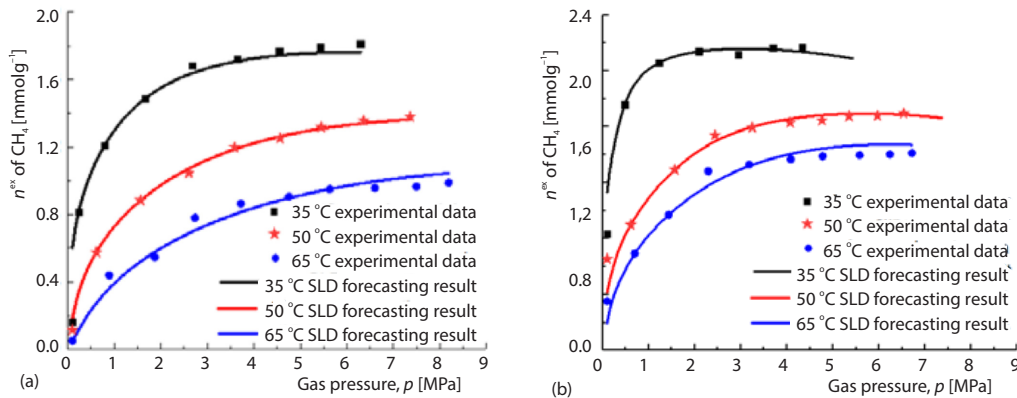 2.0
1.6
1.2
0.8
0.4
0.0
n^ex of CH₄ [mmolg⁻¹]
35 °C experimental data
50 °C experimental data
65 °C experimental data
35 °C SLD forecasting result
50 °C SLD forecasting result
65 °C SLD forecasting result
0 1 2 3 4 5 6 7 8 9
(a)
Gas pressure, p [MPa]
2.4
2.0
1.6
1.2
0.8
0.0
n^ex of CH₄ [mmolg⁻¹]
35 °C experimental data
50 °C experimental data
65 °C experimental data
35 °C SLD forecasting result
50 °C SLD forecasting result
65 °C SLD forecasting result
0 1 2 3 4 5 6 7 8 9
(b)
Gas pressure, p [MPa]